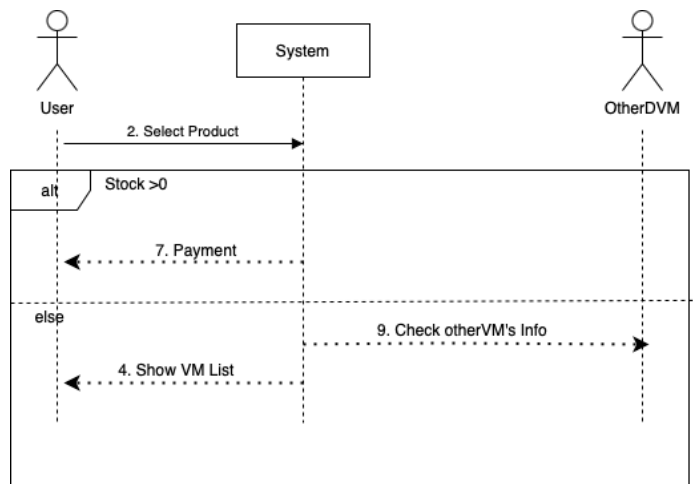 System
User
OtherDVM
2. Select Product
alt
Stock >0
7. Payment
else
9. Check otherVM's Info
4. Show VM List